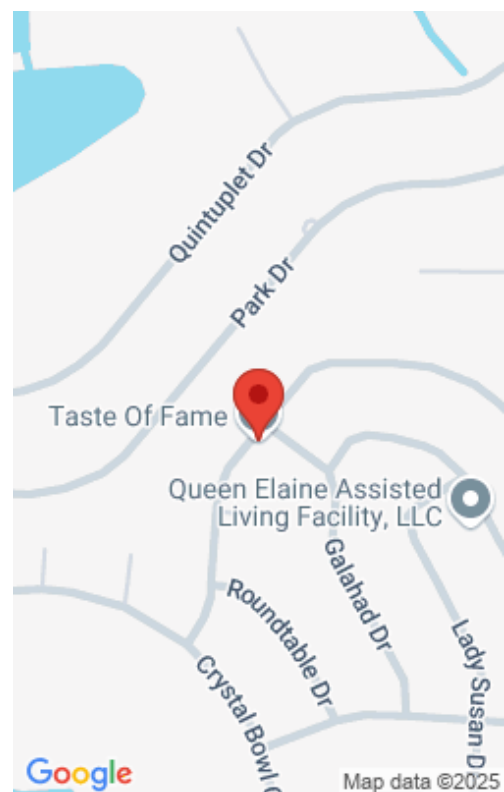 Quintuplet Dr
Park Dr
Taste Of Fame
Queen Elaine Assisted
Living Facility, LLC
Galahad Dr
Roundtable Dr
Lady Susan D
Crystal Bowl C
Google
Map data ©2025